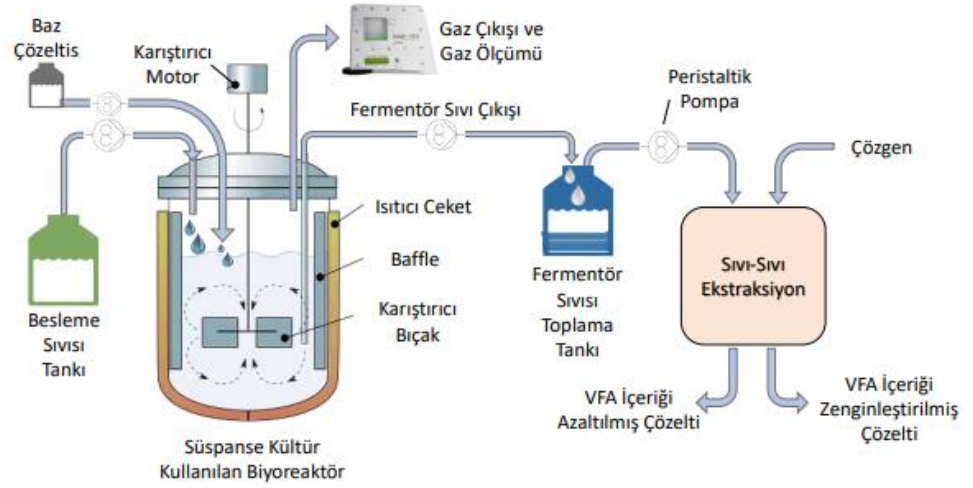 Baz
Çözeltis
Karıştırıcı
Motor
Gaz Çıkışı ve
Gaz Ölçümü
Peristaltik
Pompa
Fermentör Sıvı Çıkışı
Çözgen
Isıtıcı Ceket
Baffle
Karıştırıcı
Bıçak
Besleme
Sıvısı
Tankı
Fermentör
Sıvısı
Toplama
Tankı
Sıvı-Sıvı
Ekstraksiyon
VFA İçeriği
Azaltılmış Çözelti
VFA İçeriği
Zenginleştirilmiş
Çözelti
Süspanse Kültür
Kullanılan Biyoreaktör